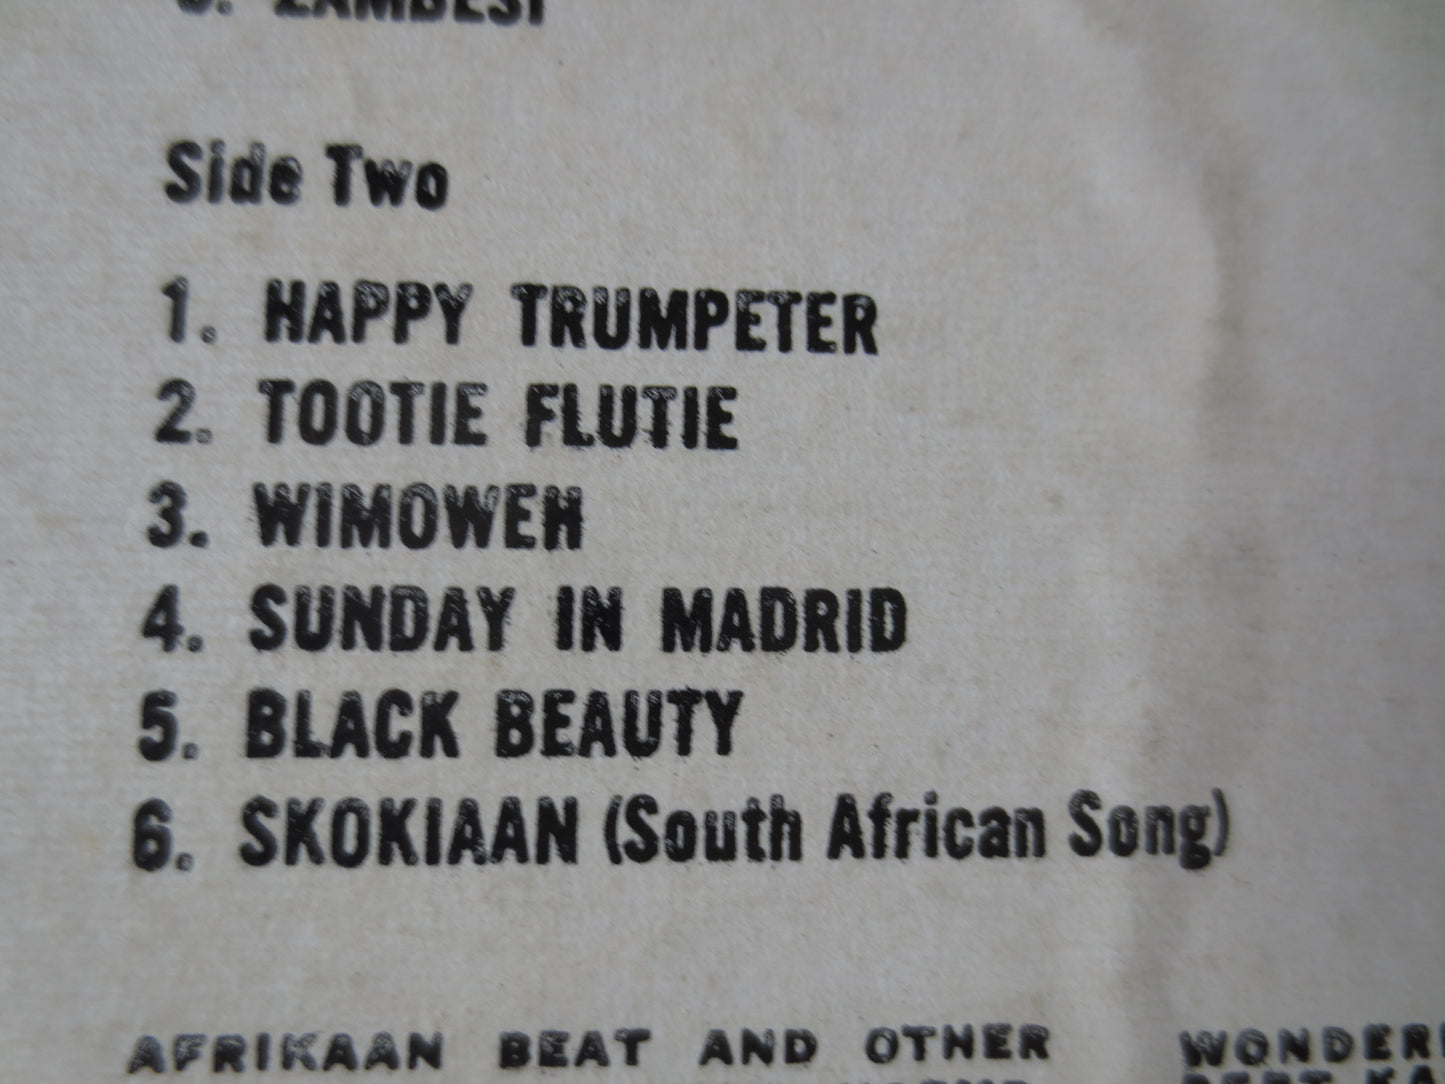 ZAMBESI
Side Two
1. HAPPY TRUMPETER
2. TOOTIE FLUTIE
3. WIMOWEH
4. SUNDAY IN MADRID
5. BLACK BEAUTY
6. SKOKIAAN (South African Song)
AFRIKAAN BEAT AND OTHER